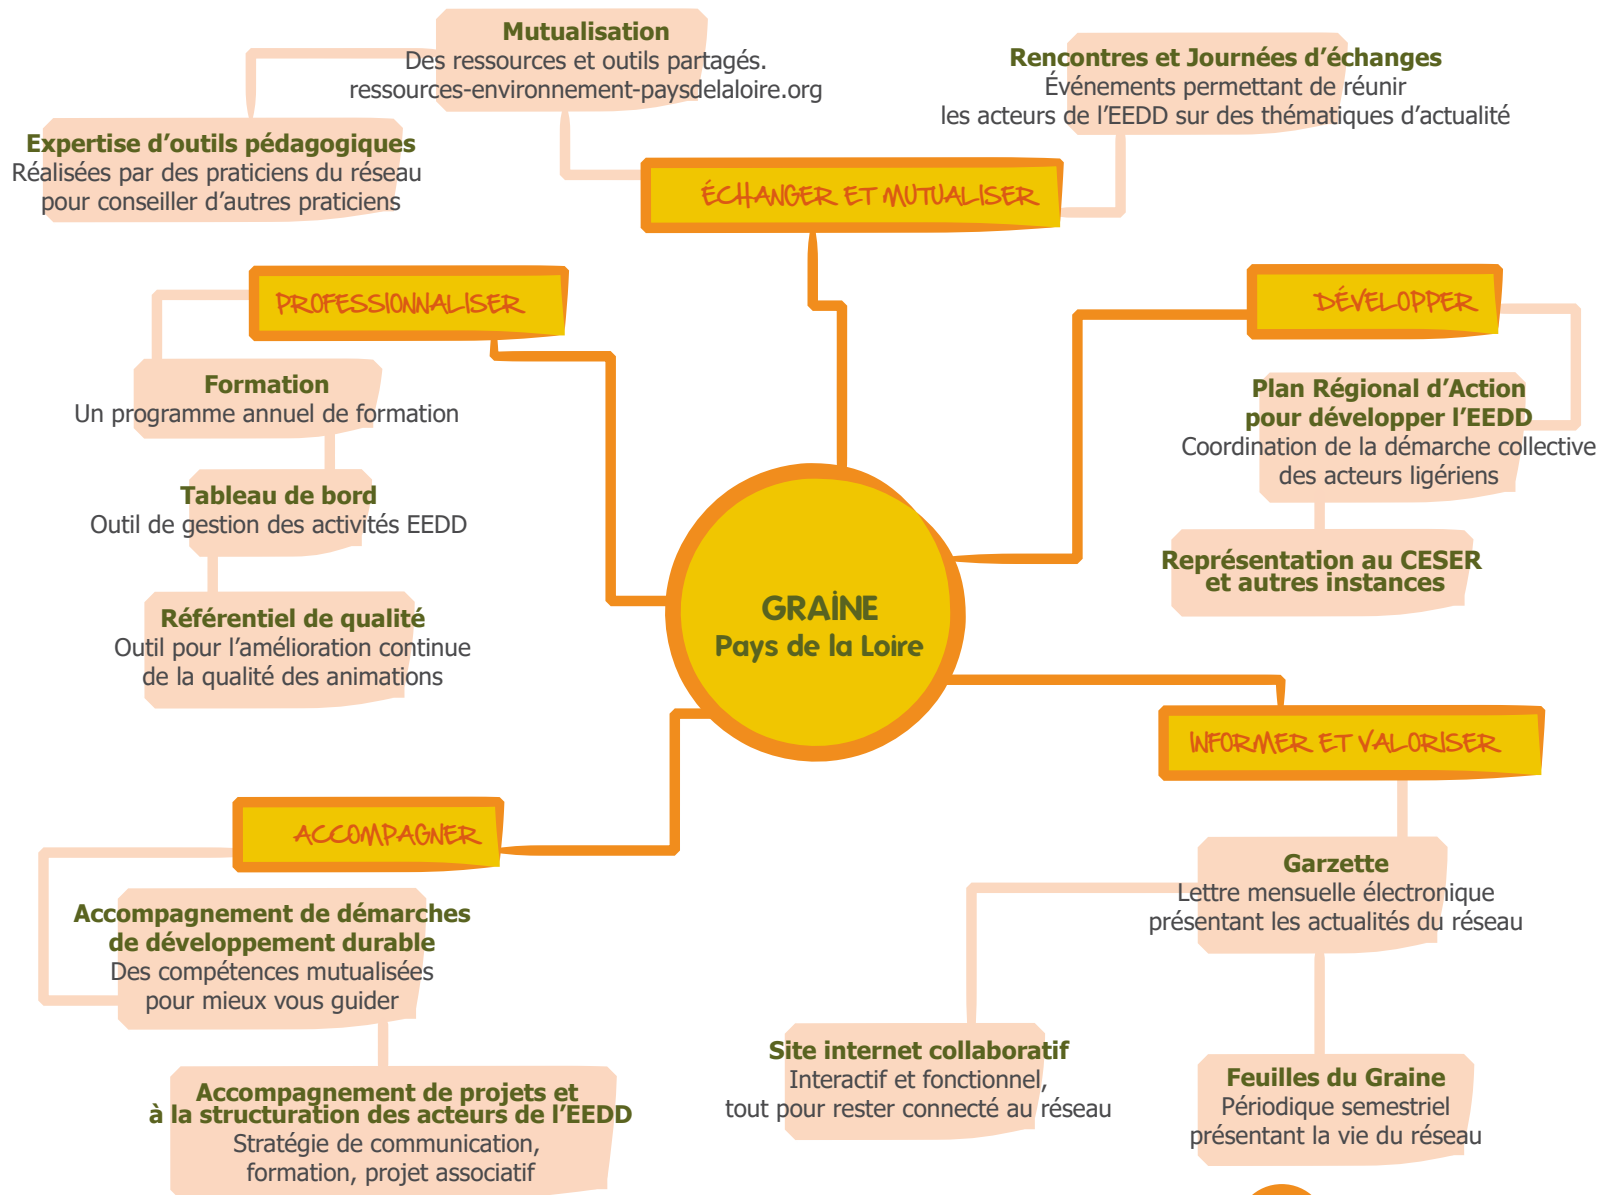 Mutualisation
Des ressources et outils partagés.
ressources-environnement-paysdelaloire.org
Rencontres et Journées d’échanges
Événements permettant de réunir
les acteurs de l’EEDD sur des thématiques d’actualité
Expertise d’outils pédagogiques
Réalisées par des praticiens du réseau
pour conseiller d’autres praticiens
ÉCHANGER ET MUTUALISER
PROFESSIONNALISER
Formation
Un programme annuel de formation
Tableau de bord
Outil de gestion des activités EEDD
Référentiel de qualité
Outil pour l’amélioration continue
de la qualité des animations
DÉVELOPPER
Plan Régional d’Action
pour développer l’EEDD
Coordination de la démarche collective
des acteurs ligériens
Représentation au CESER
et autres instances
GRAINE
Pays de la Loire
INFORMER ET VALORISER
Garzette
Lettre mensuelle électronique
présentant les actualités du réseau
Site internet collaboratif
Interactif et fonctionnel,
tout pour rester connecté au réseau
Feuilles du Graine
Périodique semestriel
présentant la vie du réseau
ACCOMPAGNER
Accompagnement de démarches
de développement durable
Des compétences mutualisées
pour mieux vous guider
Accompagnement de projets et
à la structuration des acteurs de l’EEDD
Stratégie de communication,
formation, projet associatif